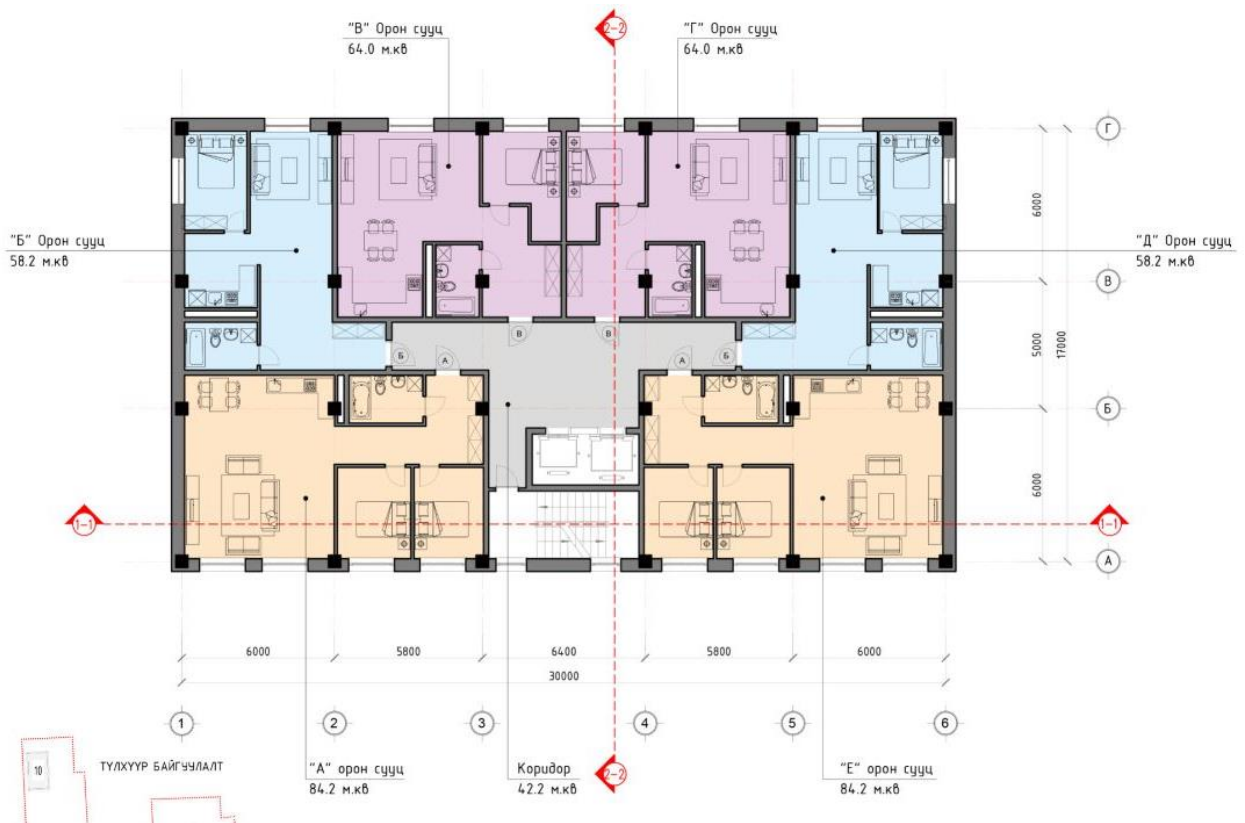 "В" Орон сууц
64.0 м.кв
2-2
"Г" Орон сууц
64.0 м.кв
Г
6000
"Б" Орон сууц
58.2 м.кв
"Д" Орон сууц
58.2 м.кв
В
5000
17000
Б
А
В
В
А
Б
Б
6000
1-1
1-1
А
6000
5800
6400
5800
6000
30000
1
2
3
4
5
6
10
ТҮЛХҮҮР БАЙГУУЛАЛТ
"А" орон сууц
84.2 м.кв
Коридор
42.2 м.кв
2-2
"Е" орон сууц
84.2 м.кв